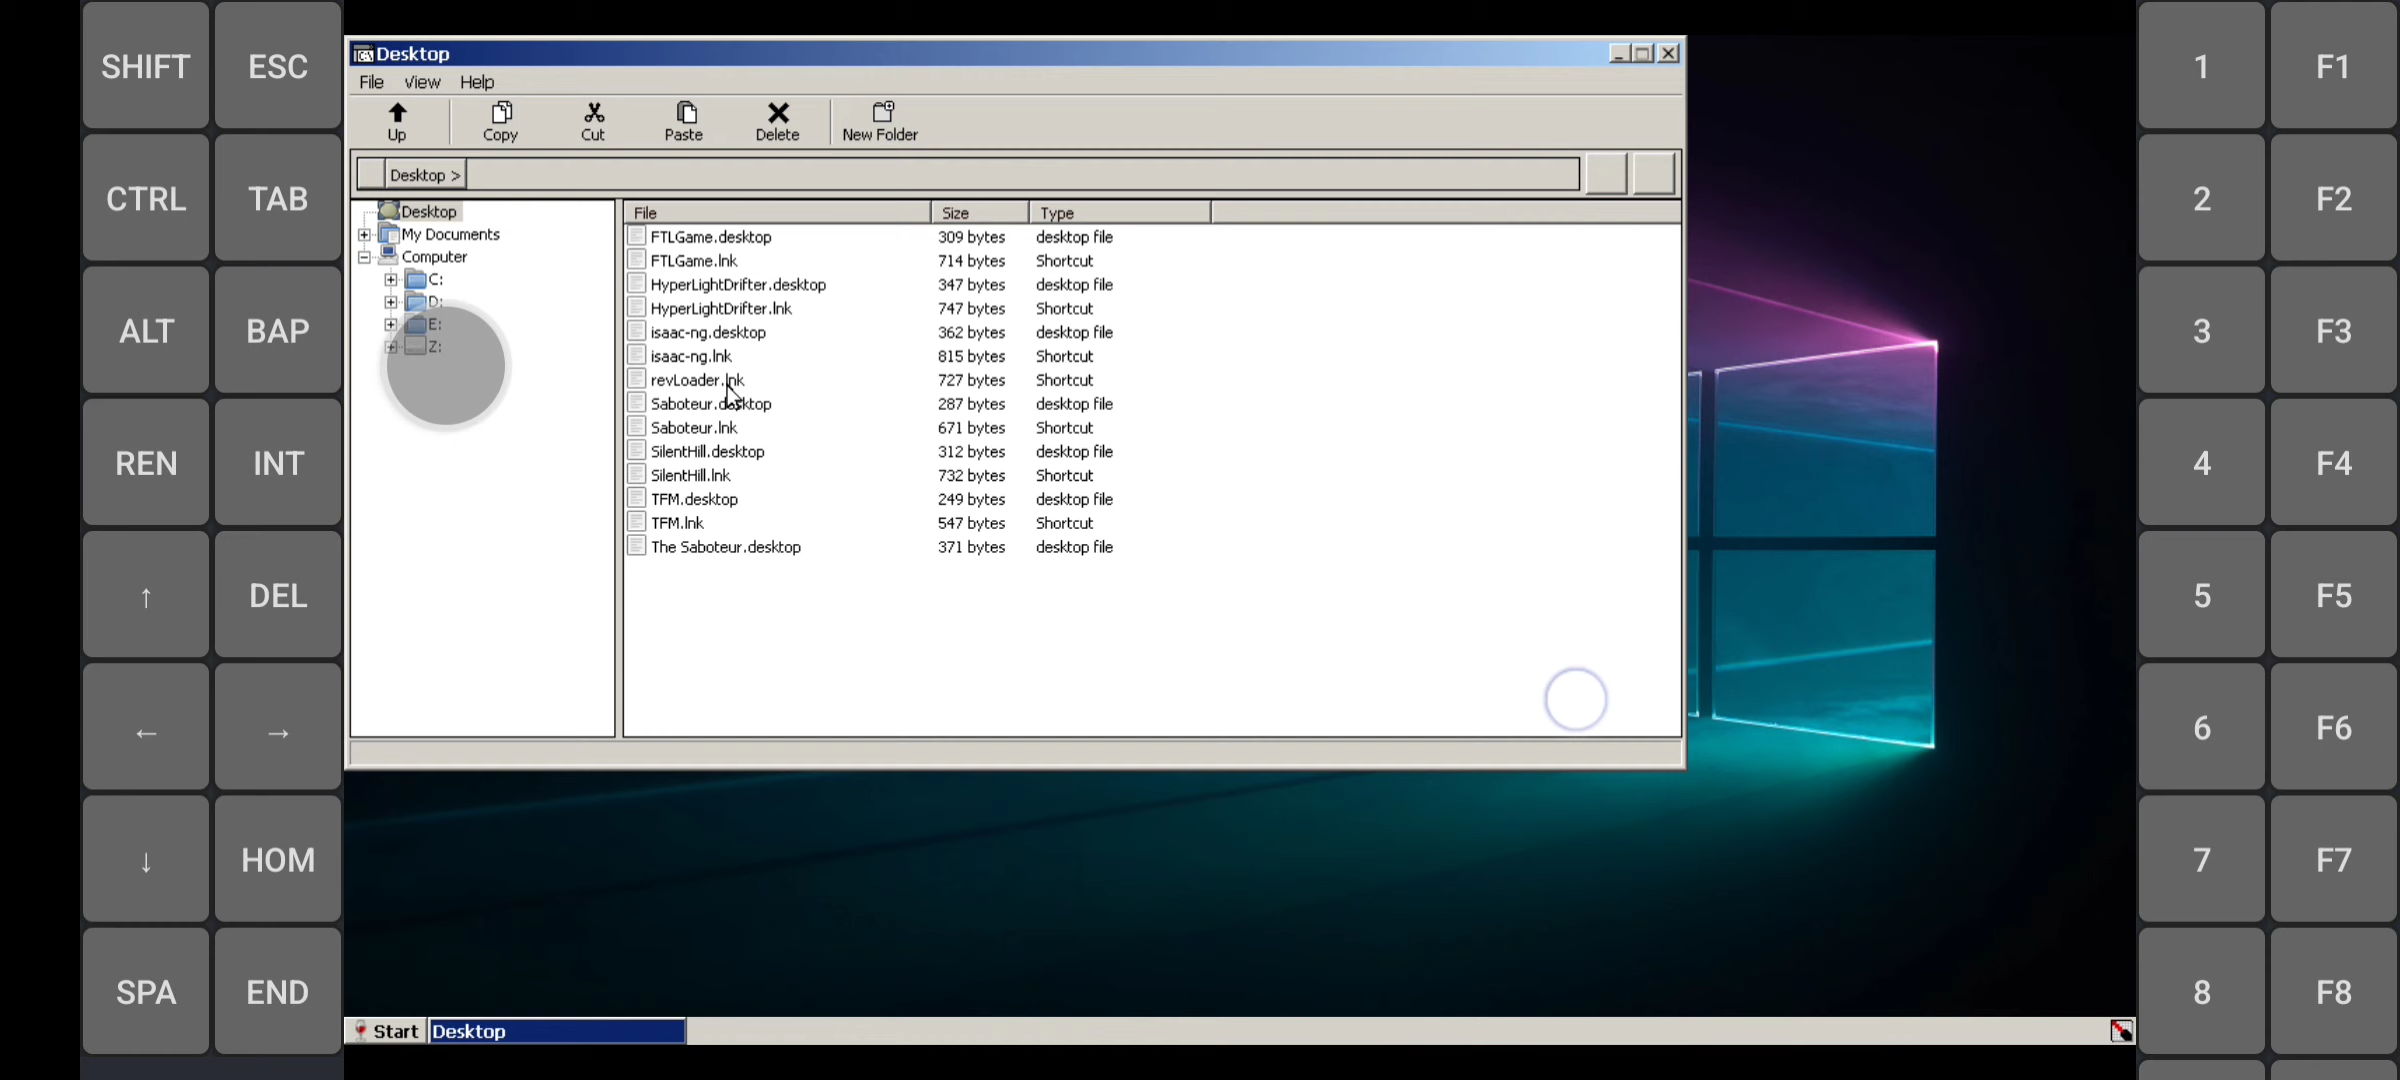 SHIFT ESC
CTRL TAB
ALT BAP
REN INT
↑ DEL
← →
↓ HOM
SPA END
Desktop
File View Help
Up Copy Cut Paste Delete New Folder
Desktop >
Desktop
My Documents
Computer
C:
D:
E:
Z:
File Size Type
FTLGame.desktop 309 bytes desktop file
FTLGame.lnk 714 bytes Shortcut
HyperLightDrifter.desktop 347 bytes desktop file
HyperLightDrifter.lnk 747 bytes Shortcut
isaac-ng.desktop 362 bytes desktop file
isaac-ng.lnk 815 bytes Shortcut
revLoader.lnk 727 bytes Shortcut
Saboteur.desktop 287 bytes desktop file
Saboteur.lnk 671 bytes Shortcut
SilentHill.desktop 312 bytes desktop file
SilentHill.lnk 732 bytes Shortcut
TFM.desktop 249 bytes desktop file
TFM.lnk 547 bytes Shortcut
The Saboteur.desktop 371 bytes desktop file
Start Desktop
1 F1
2 F2
3 F3
4 F4
5 F5
6 F6
7 F7
8 F8